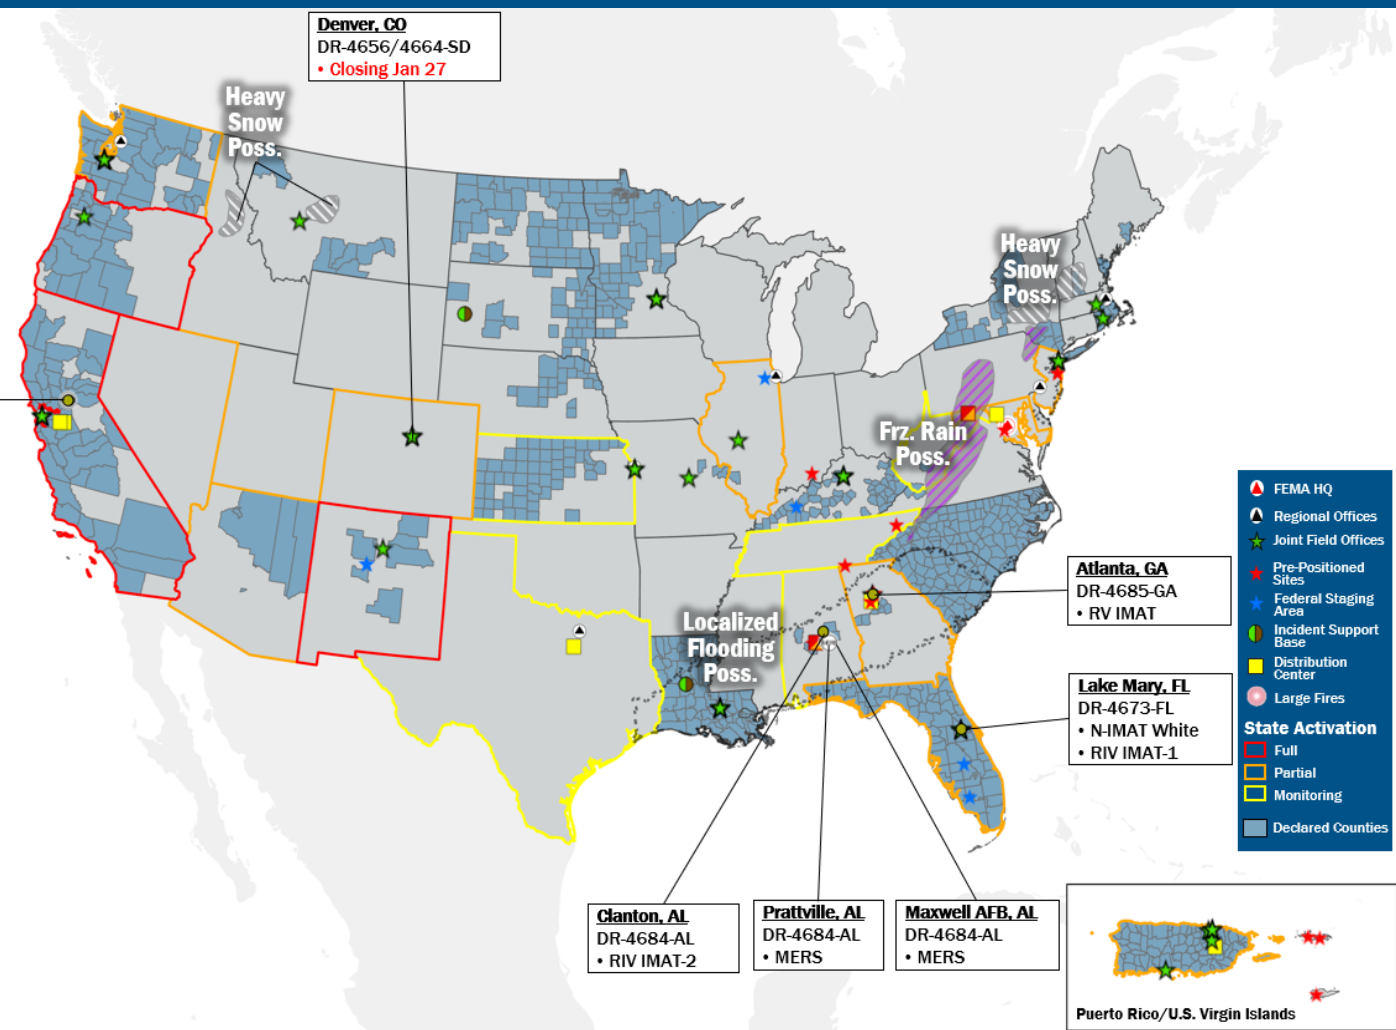 Denver, CO
DR-4656/4664-SD
• Closing Jan 27
Heavy
Snow
Poss.
Heavy
Snow
Poss.
Frz. Rain
Poss.
Localized
Flooding
Poss.
Atlanta, GA
DR-4685-GA
• RV IMAT
Lake Mary, FL
DR-4673-FL
• N-IMAT White
• RIV IMAT-1
Clanton, AL
DR-4684-AL
• RIV IMAT-2
Prattville, AL
DR-4684-AL
• MERS
Maxwell AFB, AL
DR-4684-AL
• MERS
FEMA HQ
Regional Offices
Joint Field Offices
Pre-Positioned
Sites
Federal Staging
Area
Incident Support
Base
Distribution
Center
Large Fires
State Activation
Full
Partial
Monitoring
Declared Counties
Puerto Rico/U.S. Virgin Islands